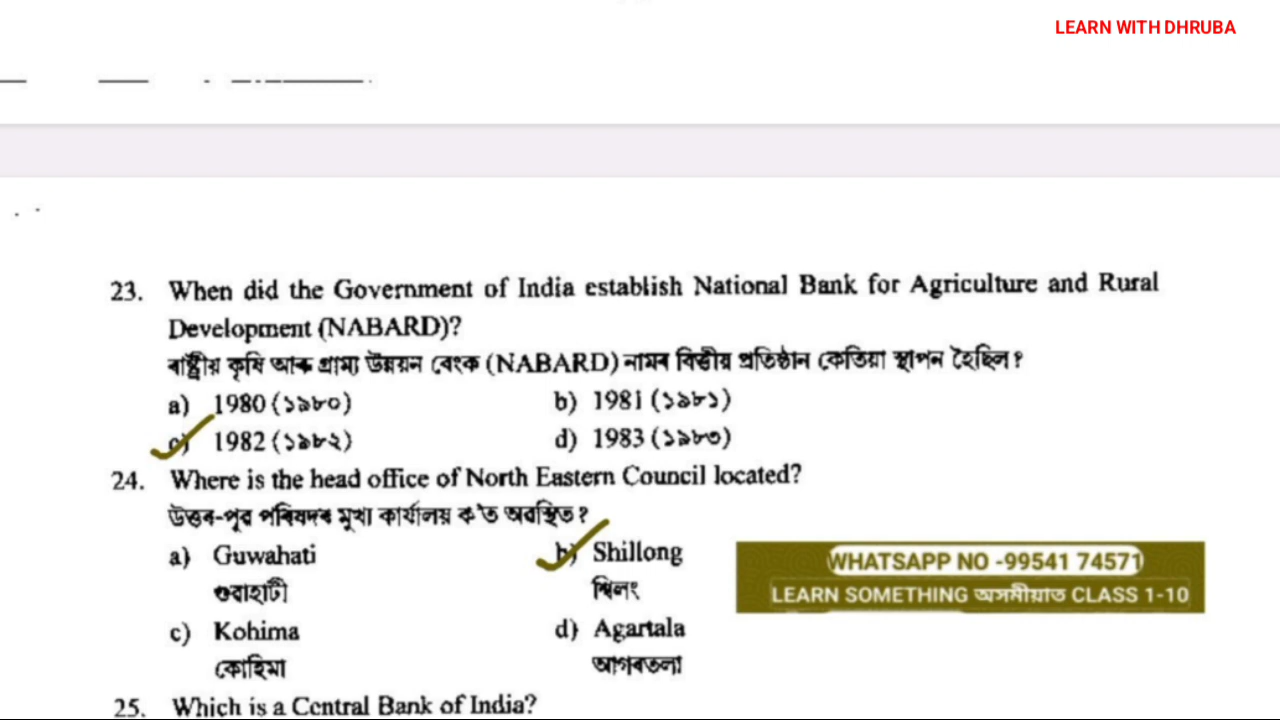 LEARN WITH DHRUBA
23. When did the Government of India establish National Bank for Agriculture and Rural
Development (NABARD)?
ৰাষ্ট্ৰীয় কৃষি আৰু গ্ৰাম্য উন্নয়ন বেংক (NABARD) নামৰ বিত্তীয় প্ৰতিষ্ঠান কেতিয়া স্থাপন হৈছিল?
a) 1980 (১৯৮০) b) 1981 (১৯৮১)
c) 1982 (১৯৮২) d) 1983 (১৯৮৩)
24. Where is the head office of North Eastern Council located?
উত্তৰ-পূব পৰিষদৰ মুখ্য কাৰ্যালয় ক'ত অৱস্থিত?
a) Guwahati b) Shillong
গুৱাহাটী শ্বিলং
WHATSAPP NO -99541 74571
LEARN SOMETHING অসমীয়াত CLASS 1-10
c) Kohima d) Agartala
কোহিমা আগৰতলা
25. Which is a Central Bank of India?